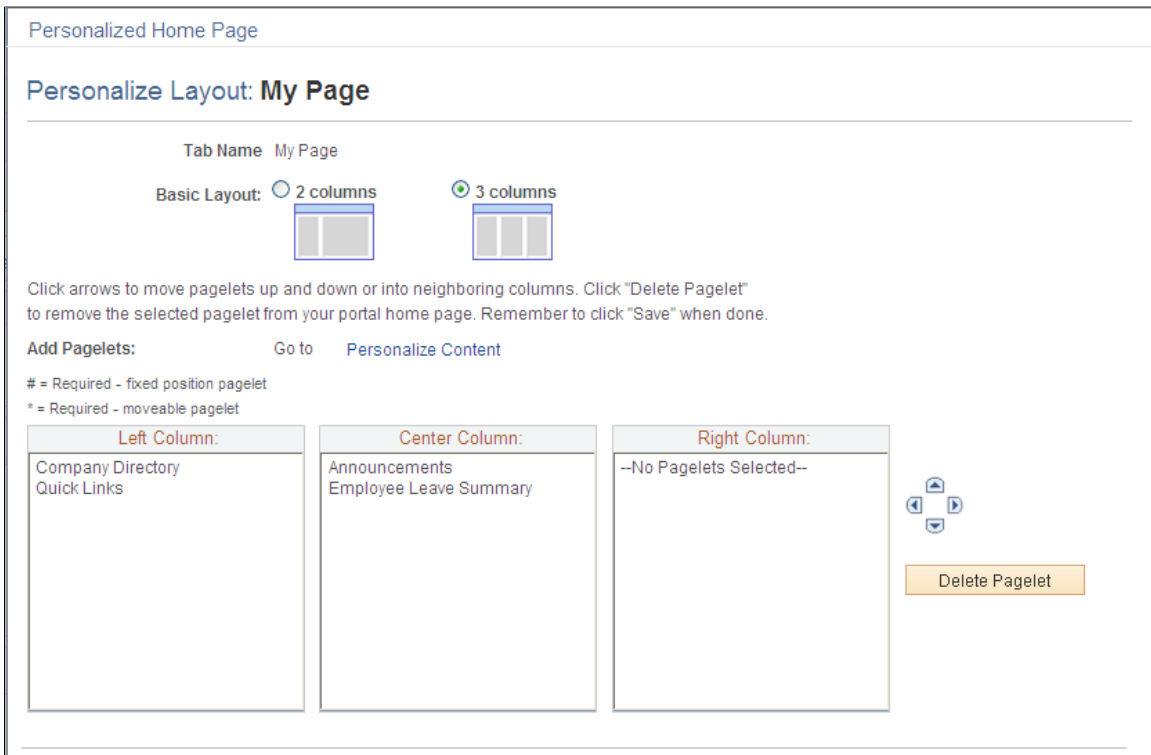 Personalized Home Page
Personalize Layout: My Page
Tab Name My Page
Basic Layout: 2 columns 3 columns
Click arrows to move pagelets up and down or into neighboring columns. Click "Delete Pagelet"
to remove the selected pagelet from your portal home page. Remember to click "Save" when done.
Add Pagelets: Go to Personalize Content
# = Required - fixed position pagelet
* = Required - moveable pagelet
Left Column: Center Column: Right Column:
Company Directory Announcements --No Pagelets Selected--
Quick Links Employee Leave Summary
Delete Pagelet